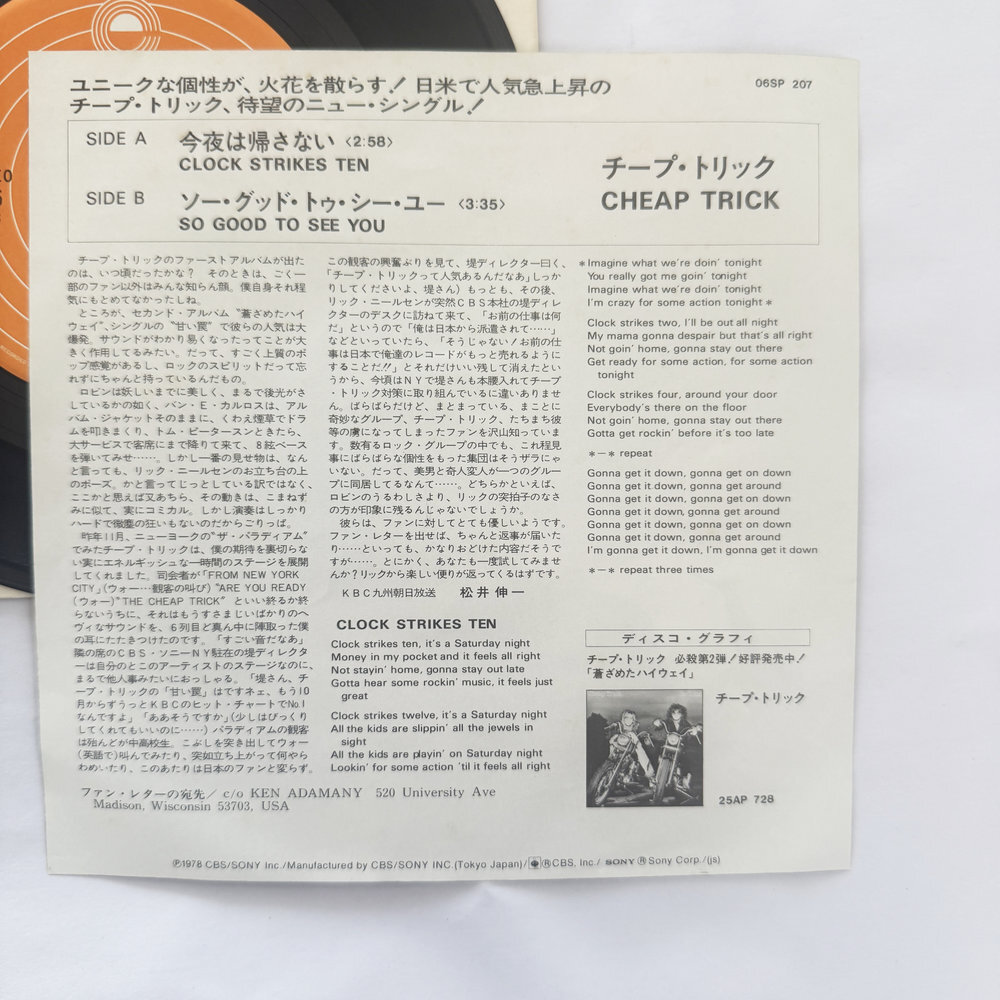 ユニークな個性が、火花を散らす！日米で人気急上昇の
チープ・トリック、待望のニュー・シングル！
06SP 207
SIDE A 今夜は帰さない〈2:58〉
CLOCK STRIKES TEN
SIDE B ソー・グッド・トゥ・シー・ユー〈3:35〉
SO GOOD TO SEE YOU
チープ・トリック
CHEAP TRICK
チープ・トリックのファーストアルバムが出た
のは、いつ頃だったかな？ そのときは、ごく一
部のファン以外はみんな知らん顔。僕自身それ程
気にもとめてなかったしね。
ところが、セカンド・アルバム〝蒼ざめたハイ
ウェイ〞、シングルの〝甘い罠〞で彼らの人気は大
爆発。サウンドがわかり易くなったってことが大
きく作用してるみたい。だって、すごく上質のポ
ップ感覚があるし、ロックのスピリットだって忘
れずにちゃんと持っているんだもの。
ロビンは妖しいまでに美しく、まるで後光がさ
しているかの如く、バン・E・カルロスは、アル
バム・ジャケットそのままに、くわえ煙草でドラ
ムを叩きまくり、トム・ピータースンときたら、
大サービスで客席にまで降りて来て、8絃ベース
を弾いてみせ……。しかし一番の見せ物は、なん
と言っても、リック・ニールセンのお立ち台の上
のポーズ。かと言ってじっとしている訳ではなく、
ここかと思えば又あちら、その動きは、こまねず
みに似て、実にコミカル。しかし演奏はしっかり
ハードで微塵の狂いもないのだからごりっぱ。
昨年11月、ニューヨークの〝ザ・パラディアム〞
でみたチープ・トリックは、僕の期待を裏切らな
い実にエネルギッシュな一時間のステージを展開
してくれました。司会者が「FROM NEW YORK
CITY」(ウォー…観客の叫び)〝ARE YOU READY
(ウォー)〝THE CHEAP TRICK〞といい終るか終
らないうちに、それはもうすさまじいばかりのヘ
ヴィなサウンドを、6列目ど真ん中に陣取った僕
の耳にたたきつけたのです。「すごい音だなあ」
隣の席のCBS・ソニーNY駐在の堤ディレクタ
ーは自分のとこのアーティストのステージなのに、
まるで他人事みたいにおっしゃる。「堤さん、チ
ープ・トリックの「甘い罠」はですネェ、もう10
月からずうっとKBCのヒット・チャートでNo.1
なんですよ」「ああそうですか」(少しはびっくり
してくれてもいいのに……)パラディアムの観客
は殆んどが中高校生。こぶしを突き出してウォー
(英語で)叫んでみたり、突如立ち上がって何やら
わめいたり、このあたりは日本のファンと変らず。
この観客の興奮ぶりを見て、堤ディレクター曰く、
「チープ・トリックって人気あるんだなあ」しっか
りしてくださいよ、堤さん）もっとも、その後、
リック・ニールセンが突然CBS本社の堤ディレ
クターのデスクに訪ねて来て、「お前の仕事は何
だ」というので「俺は日本から派遣されて……」
などといっていたら、「そうじゃない！お前の仕
事は日本で俺達のレコードがもっと売れるように
することだ!!」とそれだけいい残して消えたとい
うから、今頃はNYで堤さんも本腰入れてチープ
・トリック対策に取り組んでいるに違いありませ
ん。ばらばらだけど、まとまっている、まことに
奇妙なグループ、チープ・トリック、たちまち彼
等の虜になってしまったファンを沢山知っていま
す。数有るロック・グループの中でも、これ程見
事にばらばらな個性をもった集団はそうザラにゃ
いない。だって、美男と奇人変人が一つのグルー
プに同居してるなんて……。どちらかといえば、
ロビンのうるわしさより、リックの突拍子のなさ
の方が印象に残るんじゃないでしょうか。
彼らは、ファンに対してとても優しいようです。
ファン・レターを出せば、ちゃんと返事が届いた
り……といっても、かなりおどけた内容だそうで
すが……。とにかく、あなたも一度試してみませ
んか？リックから楽しい便りが返ってくるはずです。
KBC九州朝日放送 松井伸一
CLOCK STRIKES TEN
Clock strikes ten, it's a Saturday night
Money in my pocket and it feels all right
Not stayin' home, gonna stay out late
Gotta hear some rockin' music, it feels just
great
Clock strikes twelve, it's a Saturday night
All the kids are slippin' all the jewels in
sight
All the kids are playin' on Saturday night
Lookin' for some action 'til it feels all right
＊Imagine what we're doin' tonight
You really got me goin' tonight
Imagine what we're doin' tonight
I'm crazy for some action tonight＊
Clock strikes two, I'll be out all night
My mama gonna despair but that's all right
Not goin' home, gonna stay out there
Get ready for some action, for some action
tonight
Clock strikes four, around your door
Everybody's there on the floor
Not goin' home, gonna stay out there
Gotta get rockin' before it's too late
＊—＊ repeat
Gonna get it down, gonna get on down
Gonna get it down, gonna get around
Gonna get it down, gonna get on down
Gonna get it down, gonna get around
Gonna get it down, gonna get on down
Gonna get it down, gonna get around
I'm gonna get it down, I'm gonna get it down
＊—＊ repeat three times
ディスコ・グラフィ
チープ・トリック 必殺第2弾！好評発売中！
「蒼ざめたハイウェイ」
チープ・トリック
25AP 728
ファン・レターの宛先／ c/o KEN ADAMANY 520 University Ave
Madison, Wisconsin 53703, USA
Ⓟ1978 CBS/SONY Inc./Manufactured by CBS/SONY INC.(Tokyo Japan)/ ®CBS, Inc./ SONY ® Sony Corp./(js)